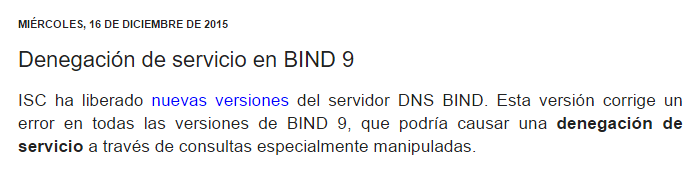 MIÉRCOLES, 16 DE DICIEMBRE DE 2015
Denegación de servicio en BIND 9
ISC ha liberado nuevas versiones del servidor DNS BIND. Esta versión corrige un
error en todas las versiones de BIND 9, que podría causar una denegación de
servicio a través de consultas especialmente manipuladas.